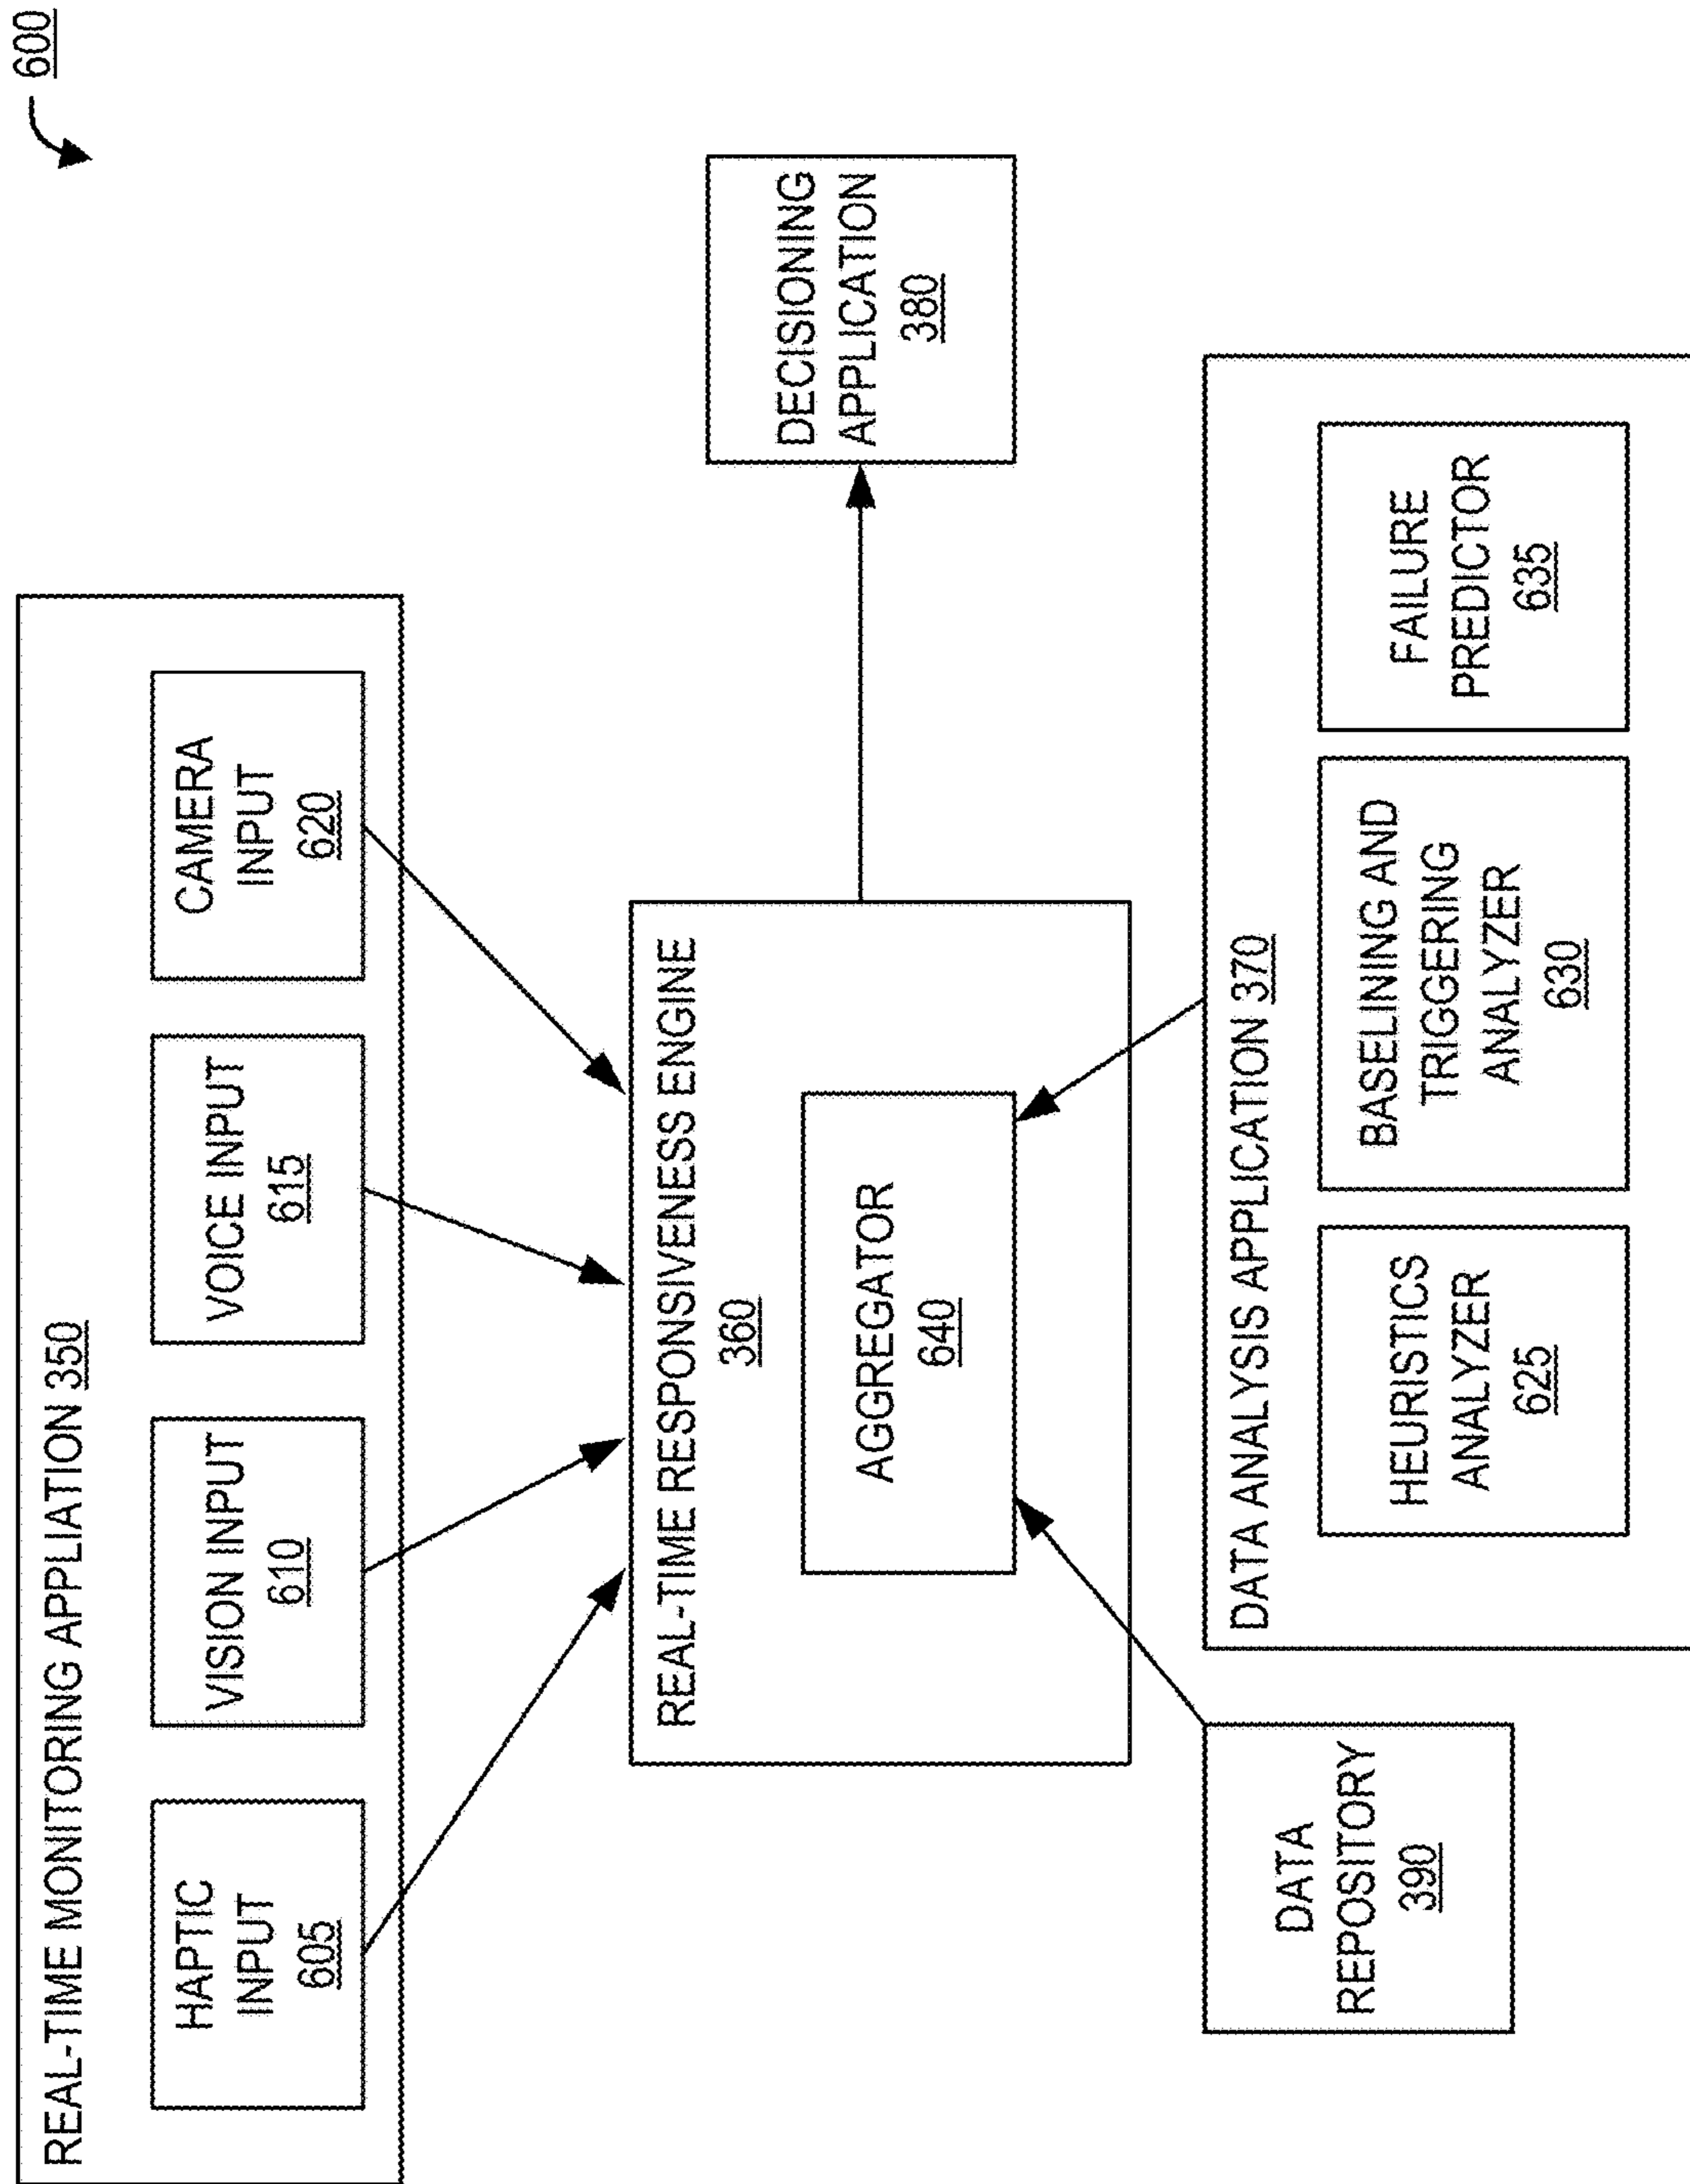 600
REAL-TIME MONITORING APPLIATION 350
HAPTIC
INPUT
605
VISION INPUT
610
VOICE INPUT
615
CAMERA
INPUT
620
REAL-TIME RESPONSIVENESS ENGINE
360
AGGREGATOR
640
DECISIONING
APPLICATION
380
DATA
REPOSITORY
390
DATA ANALYSIS APPLICATION 370
HEURISTICS
ANALYZER
625
BASELINING AND
TRIGGERING
ANALYZER
630
FAILURE
PREDICTOR
635